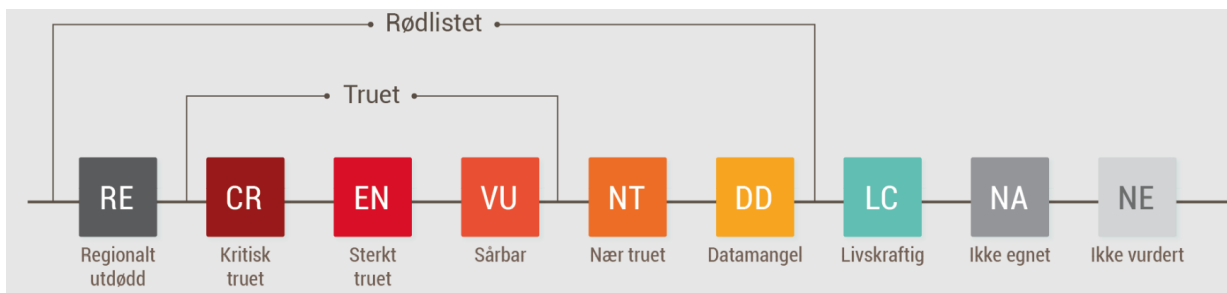 Rødlistet
Truet
RE
CR
EN
VU
NT
DD
LC
NA
NE
Regionalt
utdødd
Kritisk
truet
Sterkt
truet
Sårbar
Nær truet
Datamangel
Livskraftig
Ikke egnet
Ikke vurdert